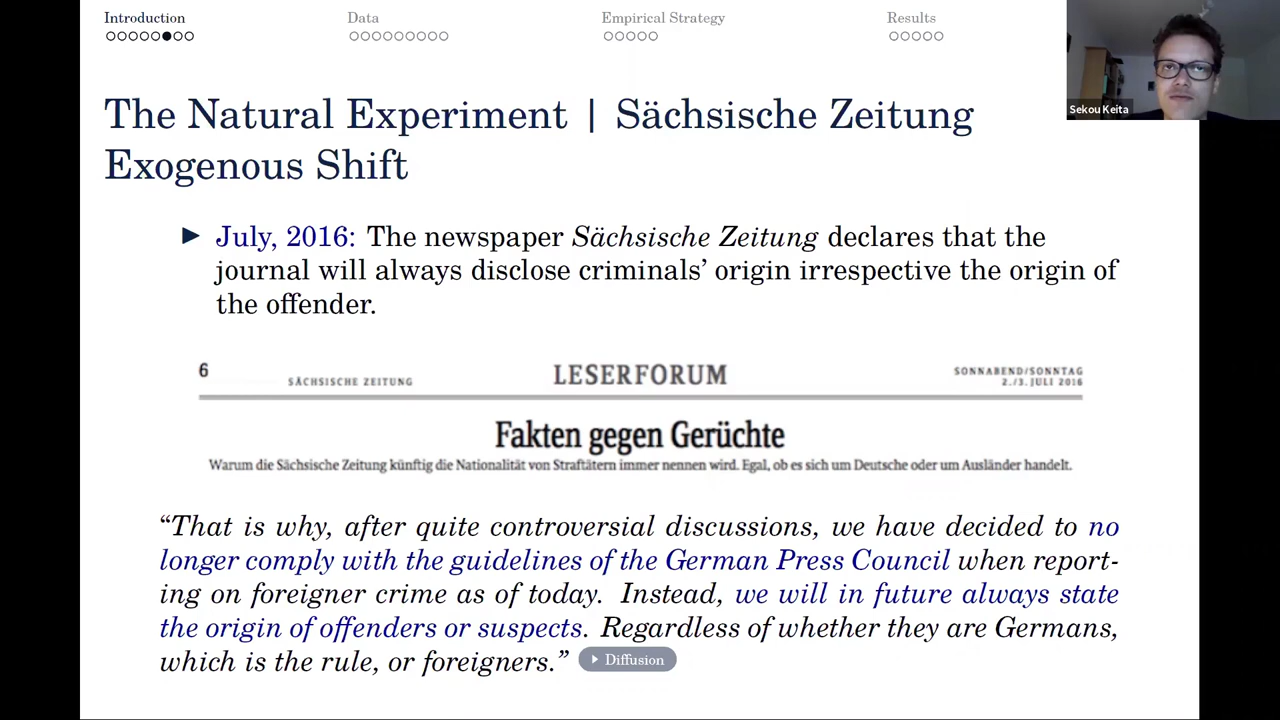 Introduction
Data
Empirical Strategy
Results
Sekou Keita
The Natural Experiment | Sächsische Zeitung
Exogenous Shift
July, 2016: The newspaper Sächsische Zeitung declares that the
journal will always disclose criminals’ origin irrespective the origin of
the offender.
6
SÄCHSISCHE ZEITUNG
LESERFORUM
SONNABEND/SONNTAG
2./3. JULI 2016
Fakten gegen Gerüchte
Warum die Sächsische Zeitung künftig die Nationalität von Straftätern immer nennen wird. Egal, ob es sich um Deutsche oder um Ausländer handelt.
“That is why, after quite controversial discussions, we have decided to no
longer comply with the guidelines of the German Press Council when report-
ing on foreigner crime as of today. Instead, we will in future always state
the origin of offenders or suspects. Regardless of whether they are Germans,
which is the rule, or foreigners.”
Diffusion